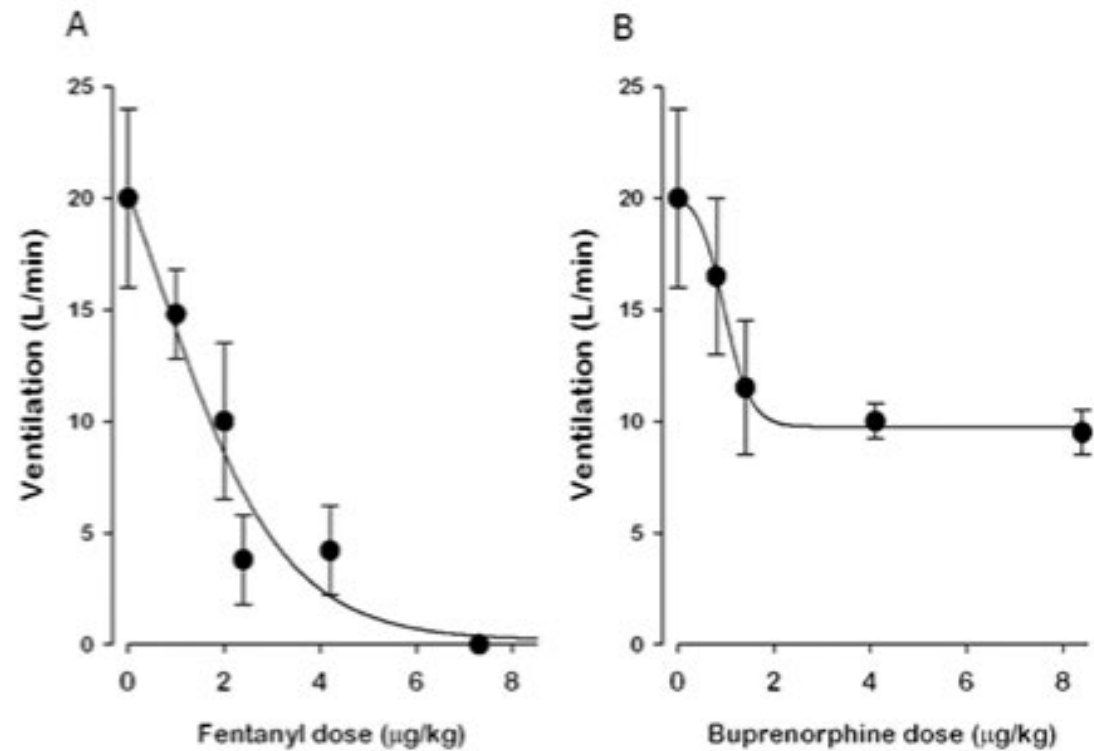 A
25
20
15
10
5
0
Ventilation (L/min)
0 2 4 6 8
Fentanyl dose (µg/kg)
B
25
20
15
10
5
0
Ventilation (L/min)
0 2 4 6 8
Buprenorphine dose (µg/kg)